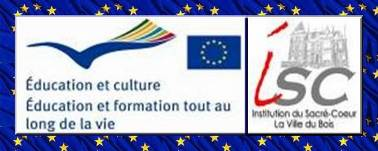 Éducation et culture
Éducation et formation tout au
long de la vie
ISC
Institution du Sacré-Coeur
La Ville du Bois